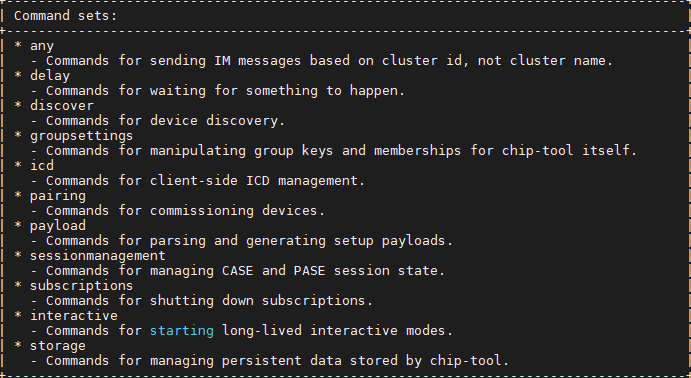 Command sets:
* any
- Commands for sending IM messages based on cluster id, not cluster name.
* delay
- Commands for waiting for something to happen.
* discover
- Commands for device discovery.
* groupsettings
- Commands for manipulating group keys and memberships for chip-tool itself.
* icd
- Commands for client-side ICD management.
* pairing
- Commands for commissioning devices.
* payload
- Commands for parsing and generating setup payloads.
* sessionmanagement
- Commands for managing CASE and PASE session state.
* subscriptions
- Commands for shutting down subscriptions.
* interactive
- Commands for starting long-lived interactive modes.
* storage
- Commands for managing persistent data stored by chip-tool.